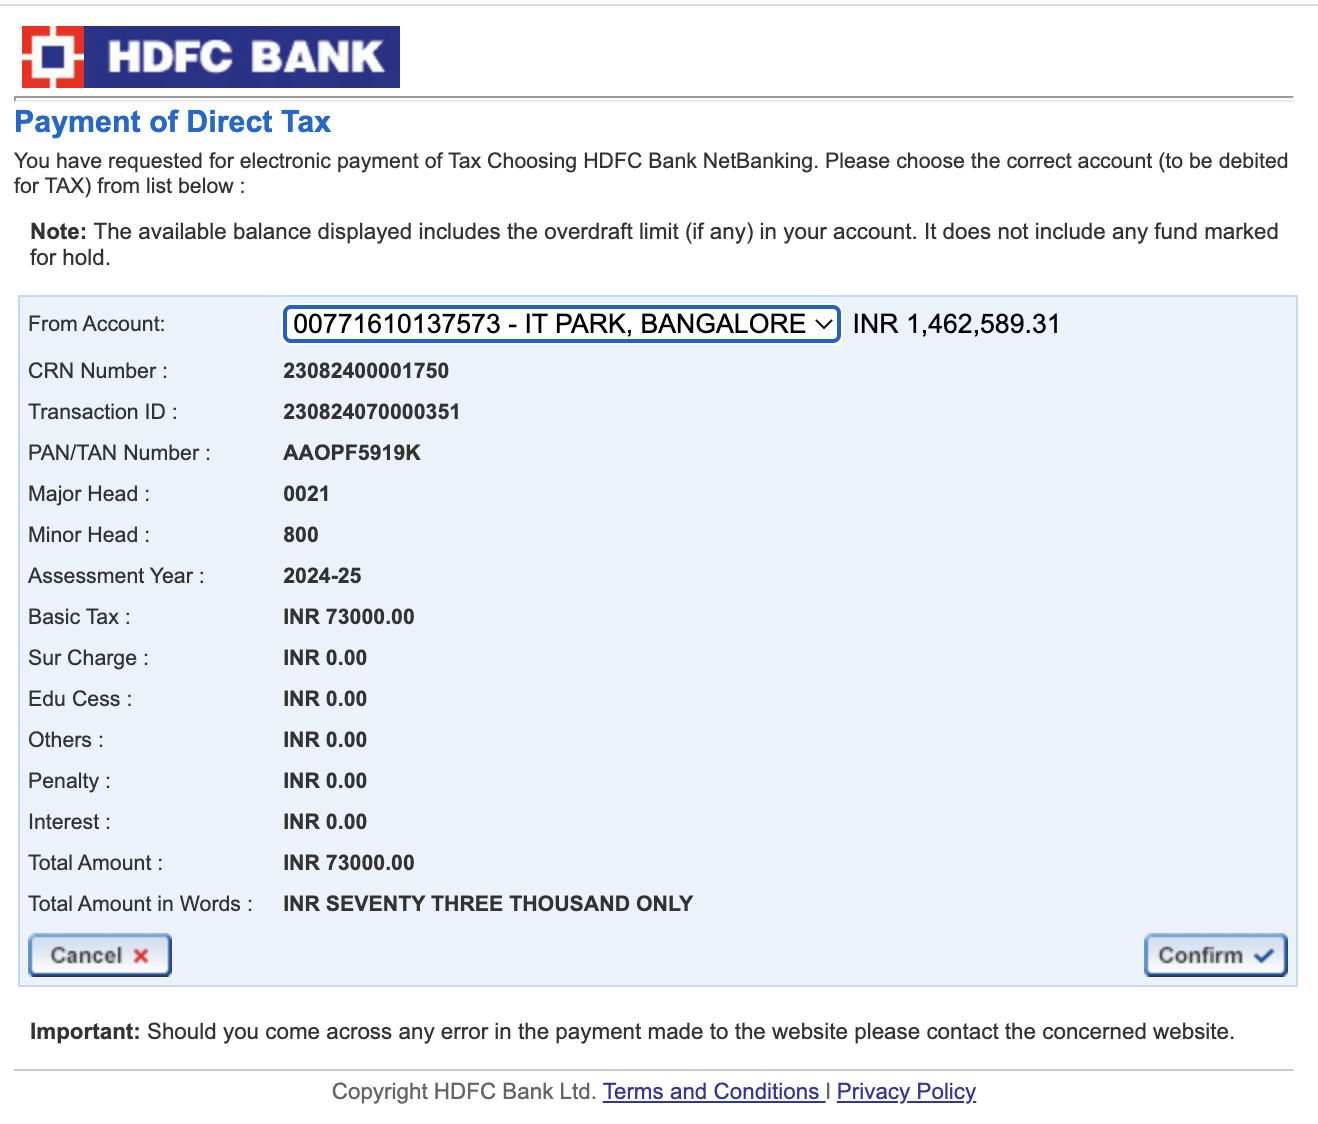 HDFC BANK
Payment of Direct Tax
You have requested for electronic payment of Tax Choosing HDFC Bank NetBanking. Please choose the correct account (to be debited
for TAX) from list below :
Note: The available balance displayed includes the overdraft limit (if any) in your account. It does not include any fund marked
for hold.
From Account: 00771610137573 - IT PARK, BANGALORE INR 1,462,589.31
CRN Number : 23082400001750
Transaction ID : 230824070000351
PAN/TAN Number : AAOPF5919K
Major Head : 0021
Minor Head : 800
Assessment Year : 2024-25
Basic Tax : INR 73000.00
Sur Charge : INR 0.00
Edu Cess : INR 0.00
Others : INR 0.00
Penalty : INR 0.00
Interest : INR 0.00
Total Amount : INR 73000.00
Total Amount in Words : INR SEVENTY THREE THOUSAND ONLY
Cancel Confirm
Important: Should you come across any error in the payment made to the website please contact the concerned website.
Copyright HDFC Bank Ltd. Terms and Conditions | Privacy Policy